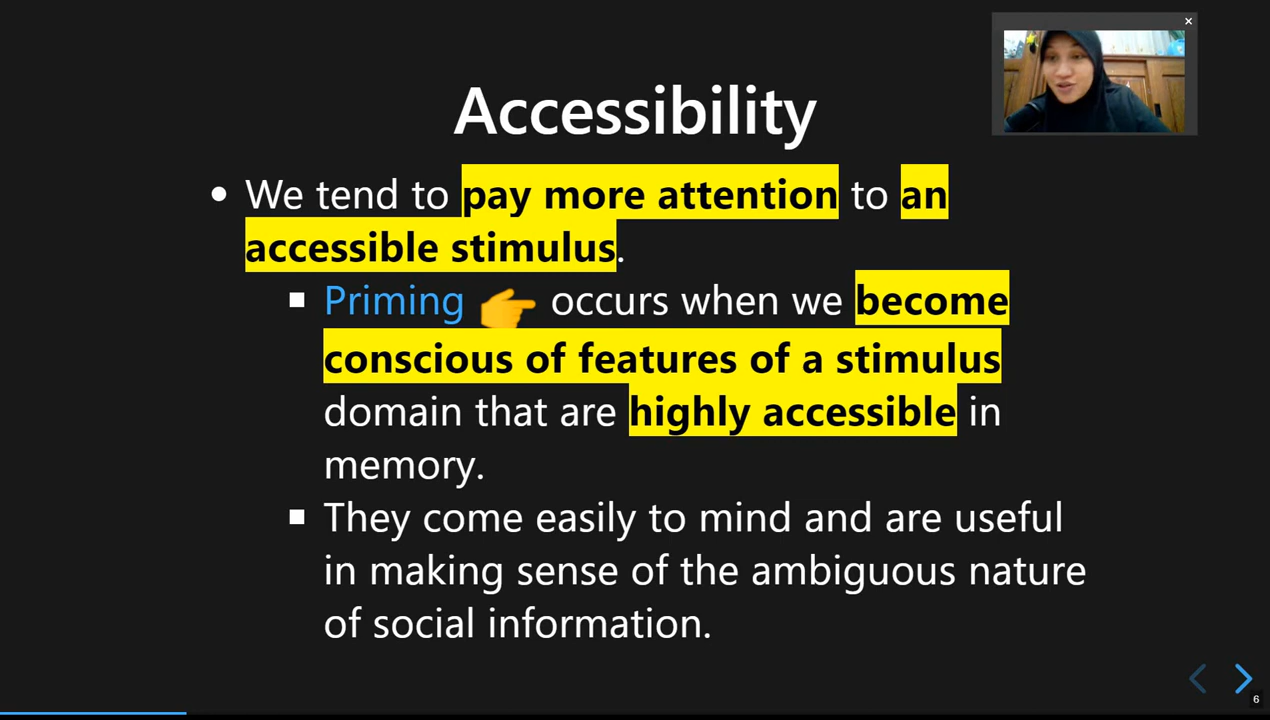 Accessibility
• We tend to pay more attention to an
accessible stimulus.
▪ Priming 👉 occurs when we become
conscious of features of a stimulus
domain that are highly accessible in
memory.
▪ They come easily to mind and are useful
in making sense of the ambiguous nature
of social information.
6